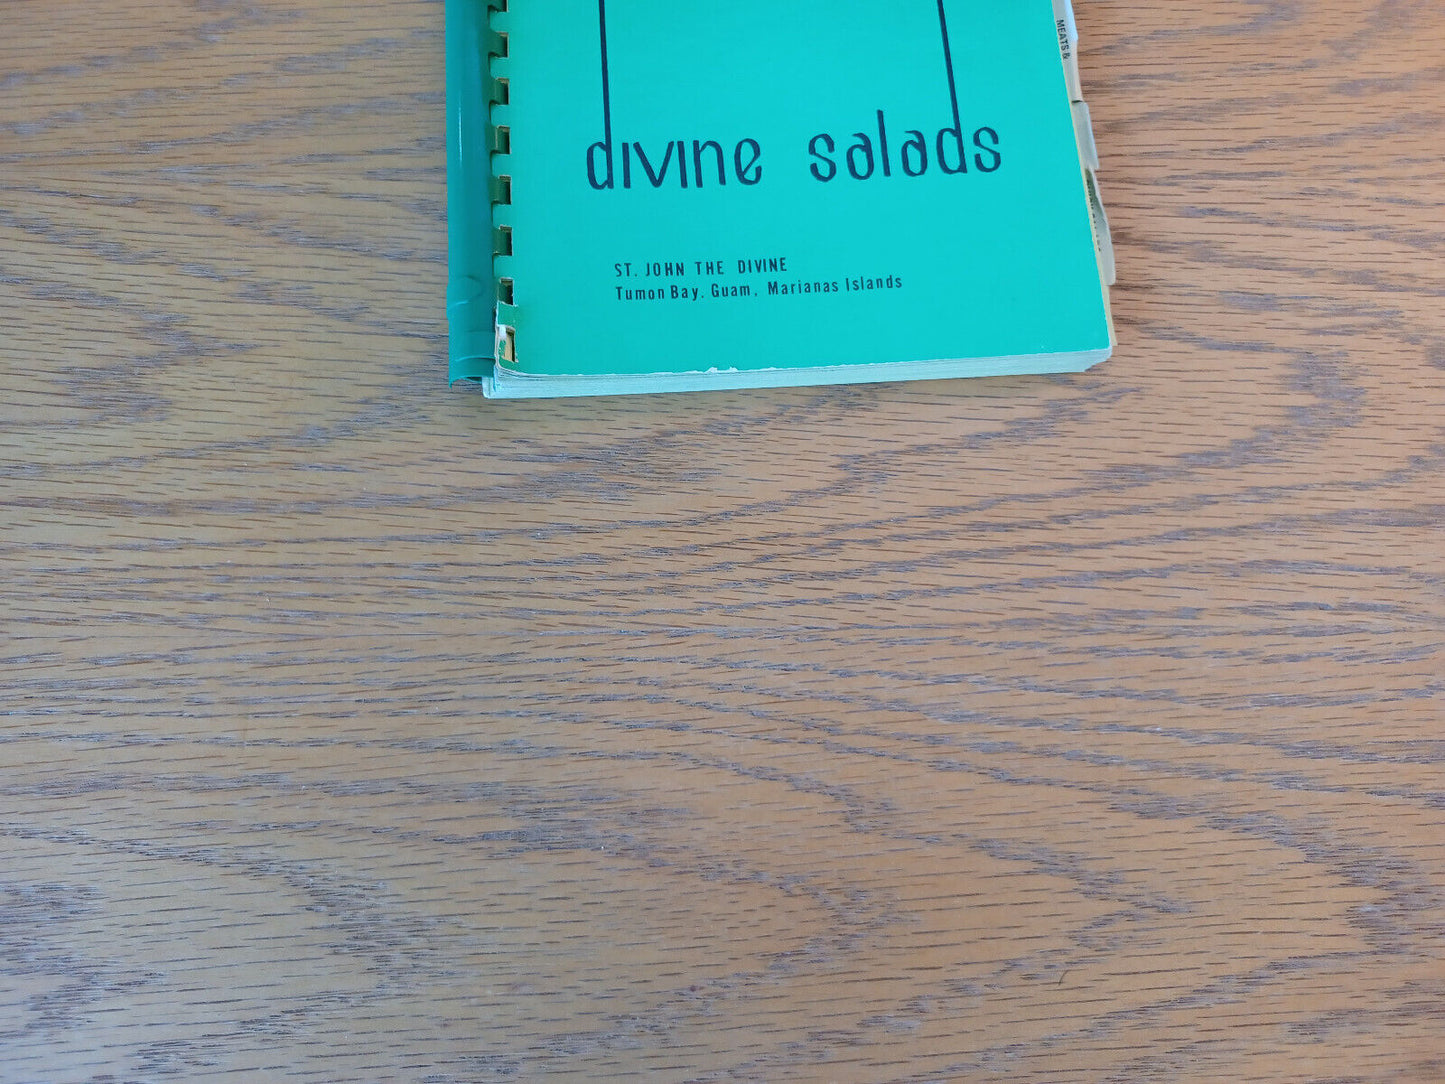 MEATS &
divine salads
ST. JOHN THE DIVINE
Tumon Bay. Guam, Marianas Islands